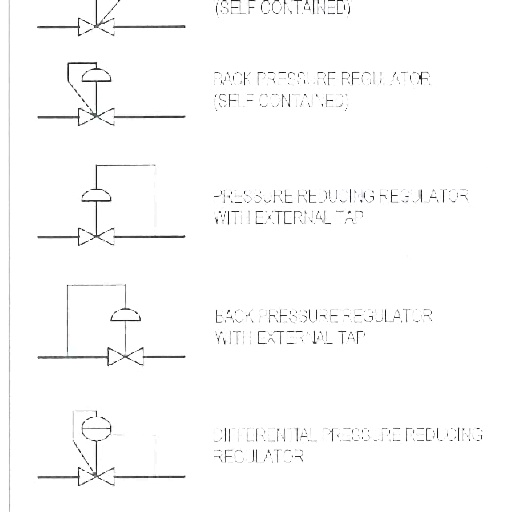 (SELF CONTAINED)
BACK PRESSURE REGULATOR
(SELF CONTAINED)
PRESSURE REDUCING REGULATOR
WITH EXTERNAL TAP
BACK PRESSURE REGULATOR
WITH EXTERNAL TAP
DIFFERENTIAL PRESSURE REDUCING
REGULATOR